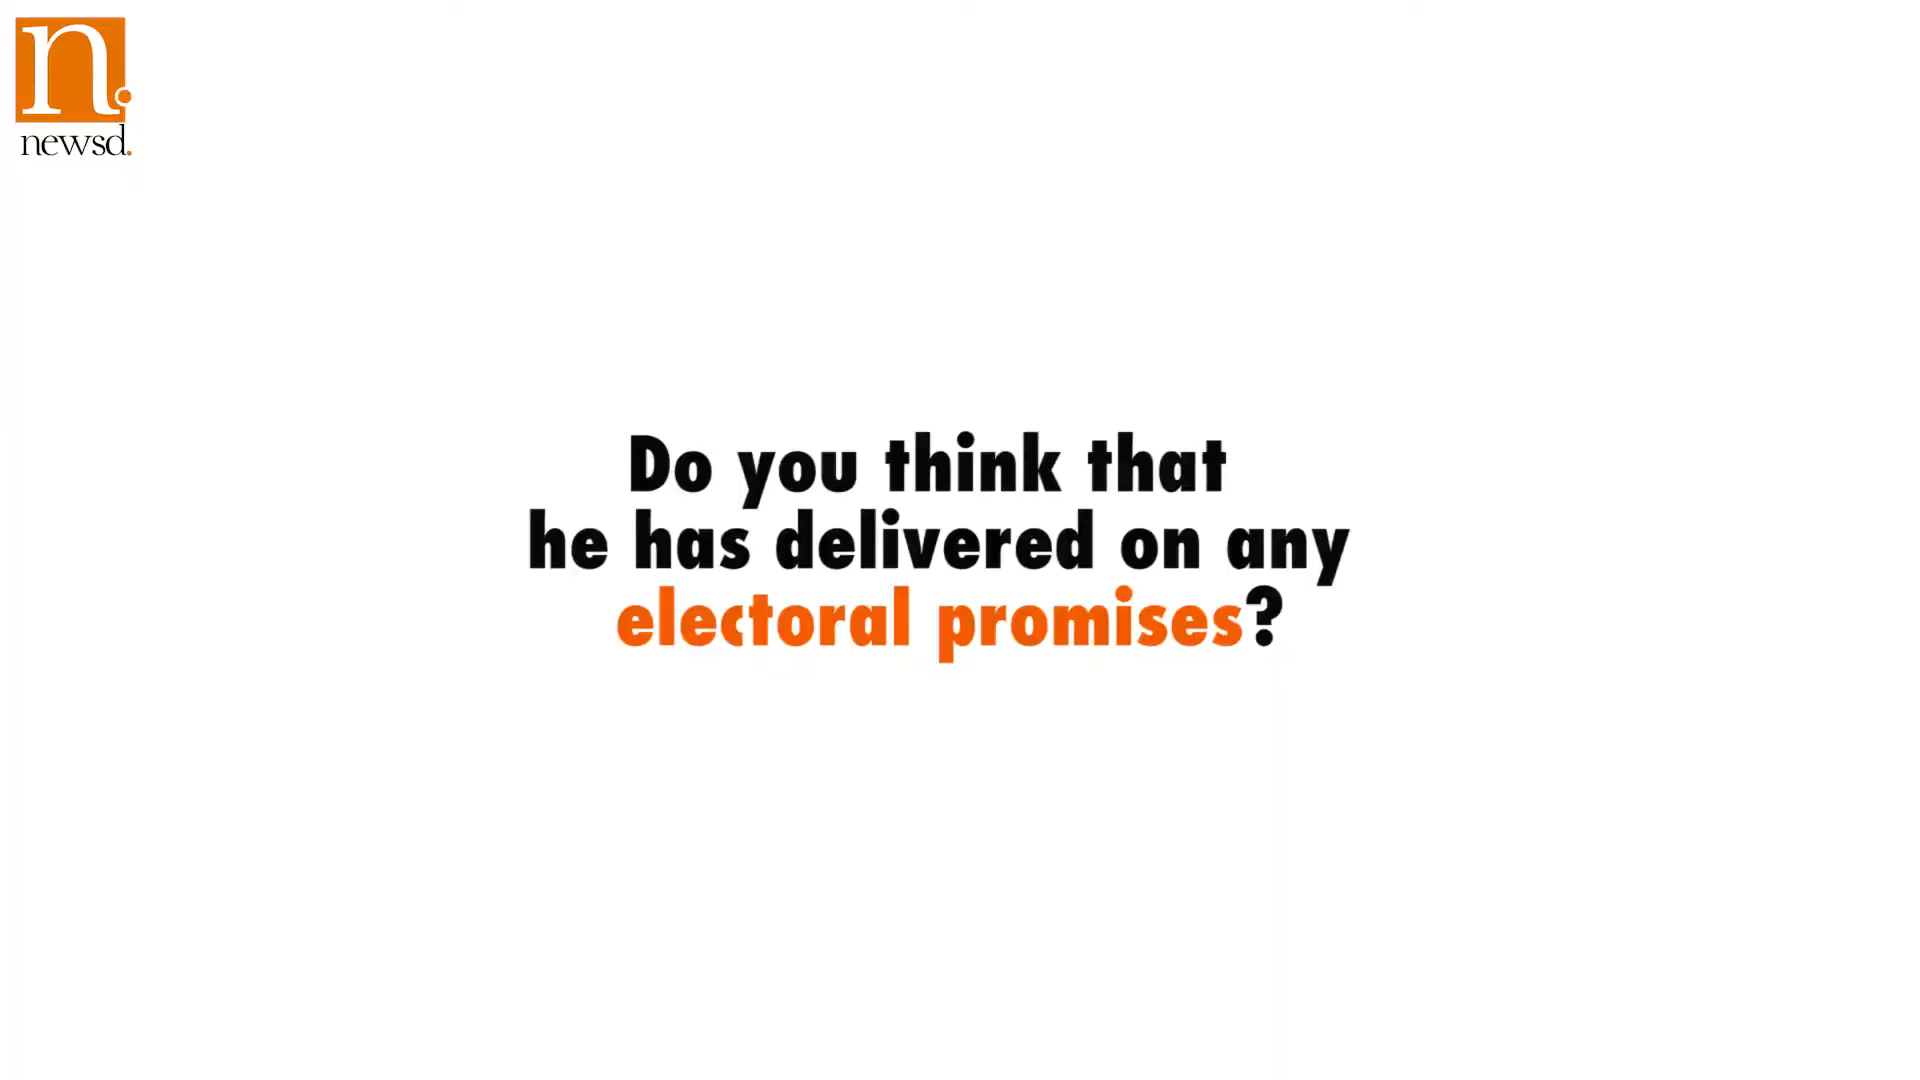 n.
newsd.
Do you think that
he has delivered on any
electoral promises?